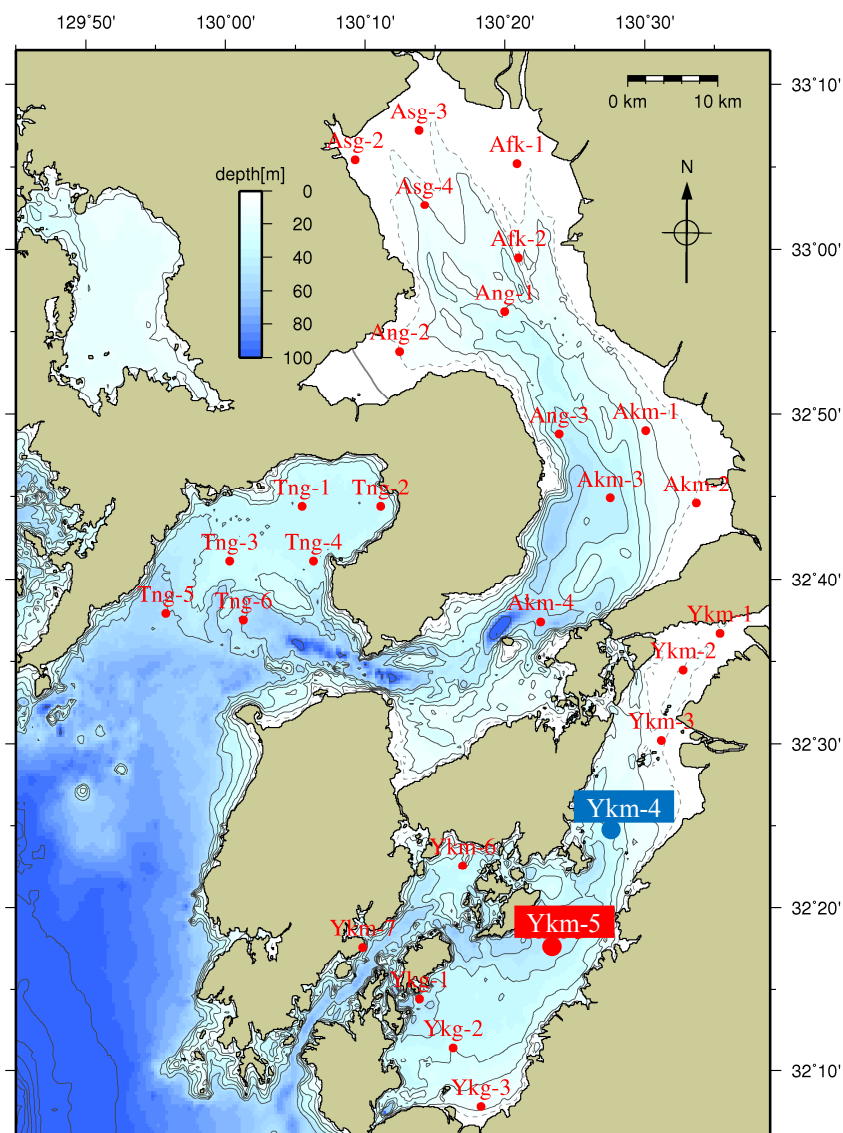 129˚50'
130˚00'
130˚10'
130˚20'
130˚30'
33˚10'
33˚00'
32˚50'
32˚40'
32˚30'
32˚20'
32˚10'
0 km
10 km
N
depth[m]
0
20
40
60
80
100
Asg-3
Asg-2
Afk-1
Asg-4
Afk-2
Ang-1
Ang-2
Ang-3
Akm-1
Akm-3
Akm-2
Tng-1
Tng-2
Tng-3
Tng-4
Tng-5
Tng-6
Akm-4
Ykm-1
Ykm-2
Ykm-3
Ykm-4
Ykm-6
Ykm-5
Ykm-7
Ykg-1
Ykg-2
Ykg-3